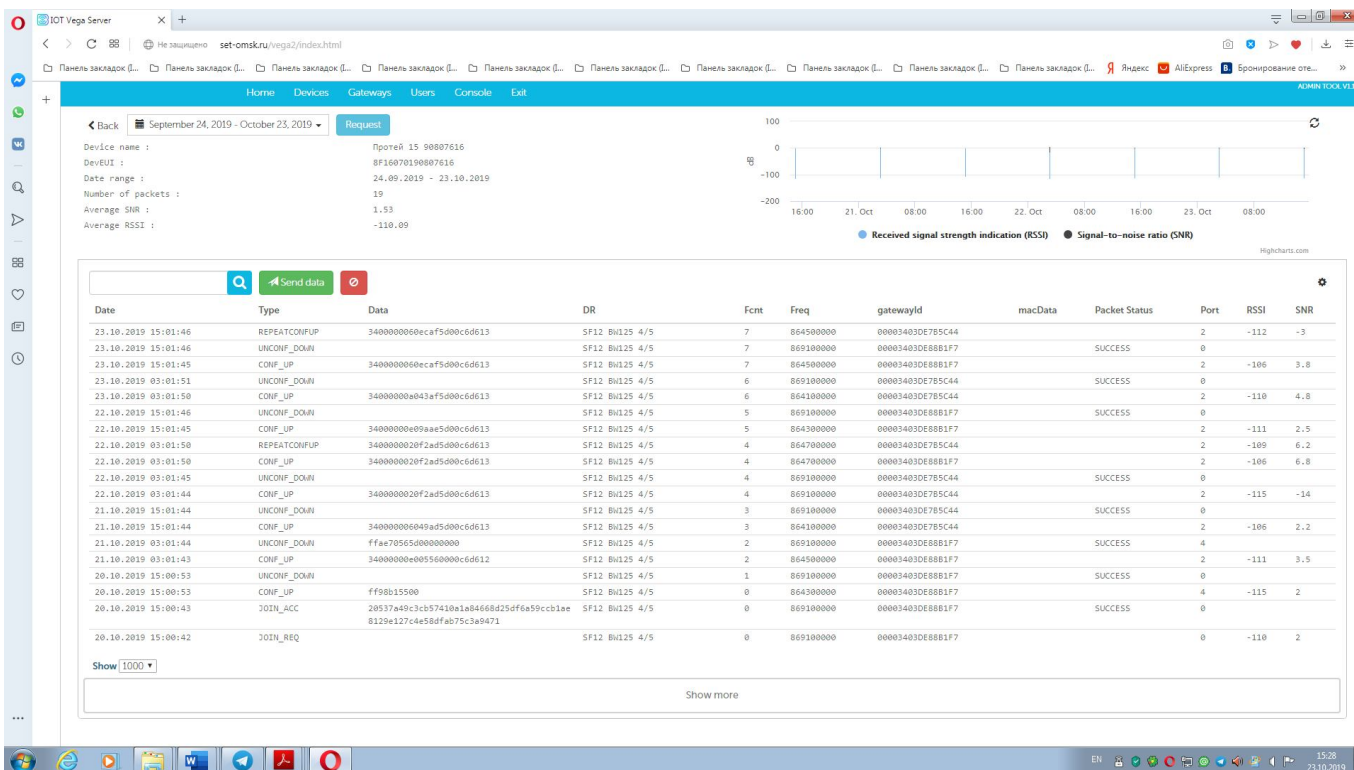 IOT Vega Server
Не защищено set-omsk.ru/vega2/index.html
Панель закладок (I... Панель закладок (I... Панель закладок (I... Панель закладок (I... Панель закладок (I... Панель закладок (I... Панель закладок (I... Панель закладок (I... Панель закладок (I... Панель закладок (I... Яндекс AliExpress Бронирование оте...
Home Devices Gateways Users Console Exit ADMIN TOOL V1.1
Back September 24, 2019 - October 23, 2019 Request
Device name : Протей 15 90807616
DevEUI : 8F16070190807616
Date range : 24.09.2019 - 23.10.2019
Number of packets : 19
Average SNR : 1.53
Average RSSI : -110.09
100
0
-100
-200
dB
16:00 21. Oct 08:00 16:00 22. Oct 08:00 16:00 23. Oct 08:00
Received signal strength indication (RSSI) Signal-to-noise ratio (SNR)
Highcharts.com
Send data
Date Type Data DR Fcnt Freq gatewayId macData Packet Status Port RSSI SNR
23.10.2019 15:01:46 REPEATCONFUP 3400000060ecaf5d00c6d613 SF12 BW125 4/5 7 864500000 00003403DE7B5C44 2 -112 -3
23.10.2019 15:01:46 UNCONF_DOWN SF12 BW125 4/5 7 869100000 00003403DE88B1F7 SUCCESS 0
23.10.2019 15:01:45 CONF_UP 3400000060ecaf5d00c6d613 SF12 BW125 4/5 7 864500000 00003403DE88B1F7 2 -106 3.8
23.10.2019 03:01:51 UNCONF_DOWN SF12 BW125 4/5 6 869100000 00003403DE7B5C44 SUCCESS 0
23.10.2019 03:01:50 CONF_UP 34000000a043af5d00c6d613 SF12 BW125 4/5 6 864100000 00003403DE7B5C44 2 -110 4.8
22.10.2019 15:01:46 UNCONF_DOWN SF12 BW125 4/5 5 869100000 00003403DE88B1F7 SUCCESS 0
22.10.2019 15:01:45 CONF_UP 34000000e09aae5d00c6d613 SF12 BW125 4/5 5 864300000 00003403DE88B1F7 2 -111 2.5
22.10.2019 03:01:50 REPEATCONFUP 3400000020f2ad5d00c6d613 SF12 BW125 4/5 4 864700000 00003403DE7B5C44 2 -109 6.2
22.10.2019 03:01:50 CONF_UP 3400000020f2ad5d00c6d613 SF12 BW125 4/5 4 864700000 00003403DE88B1F7 2 -106 6.8
22.10.2019 03:01:45 UNCONF_DOWN SF12 BW125 4/5 4 869100000 00003403DE7B5C44 SUCCESS 0
22.10.2019 03:01:44 CONF_UP 3400000020f2ad5d00c6d613 SF12 BW125 4/5 4 869100000 00003403DE7B5C44 2 -115 -14
21.10.2019 15:01:44 UNCONF_DOWN SF12 BW125 4/5 3 869100000 00003403DE7B5C44 SUCCESS 0
21.10.2019 15:01:44 CONF_UP 340000006049ad5d00c6d613 SF12 BW125 4/5 3 864100000 00003403DE7B5C44 2 -106 2.2
21.10.2019 03:01:44 UNCONF_DOWN ffae70565d00000000 SF12 BW125 4/5 2 869100000 00003403DE88B1F7 SUCCESS 4
21.10.2019 03:01:43 CONF_UP 34000000e005560000c6d612 SF12 BW125 4/5 2 864500000 00003403DE88B1F7 2 -111 3.5
20.10.2019 15:00:53 UNCONF_DOWN SF12 BW125 4/5 1 869100000 00003403DE88B1F7 SUCCESS 0
20.10.2019 15:00:53 CONF_UP ff98b15500 SF12 BW125 4/5 0 864300000 00003403DE88B1F7 4 -115 2
20.10.2019 15:00:43 JOIN_ACC 20537a49c3cb57410a1a84668d25df6a59ccb1ae SF12 BW125 4/5 0 869100000 00003403DE88B1F7 SUCCESS 0
8129e127c4e58dfab75c3a9471
20.10.2019 15:00:42 JOIN_REQ SF12 BW125 4/5 0 869100000 00003403DE88B1F7 0 -110 2
Show 1000
Show more
EN 15:28
23.10.2019